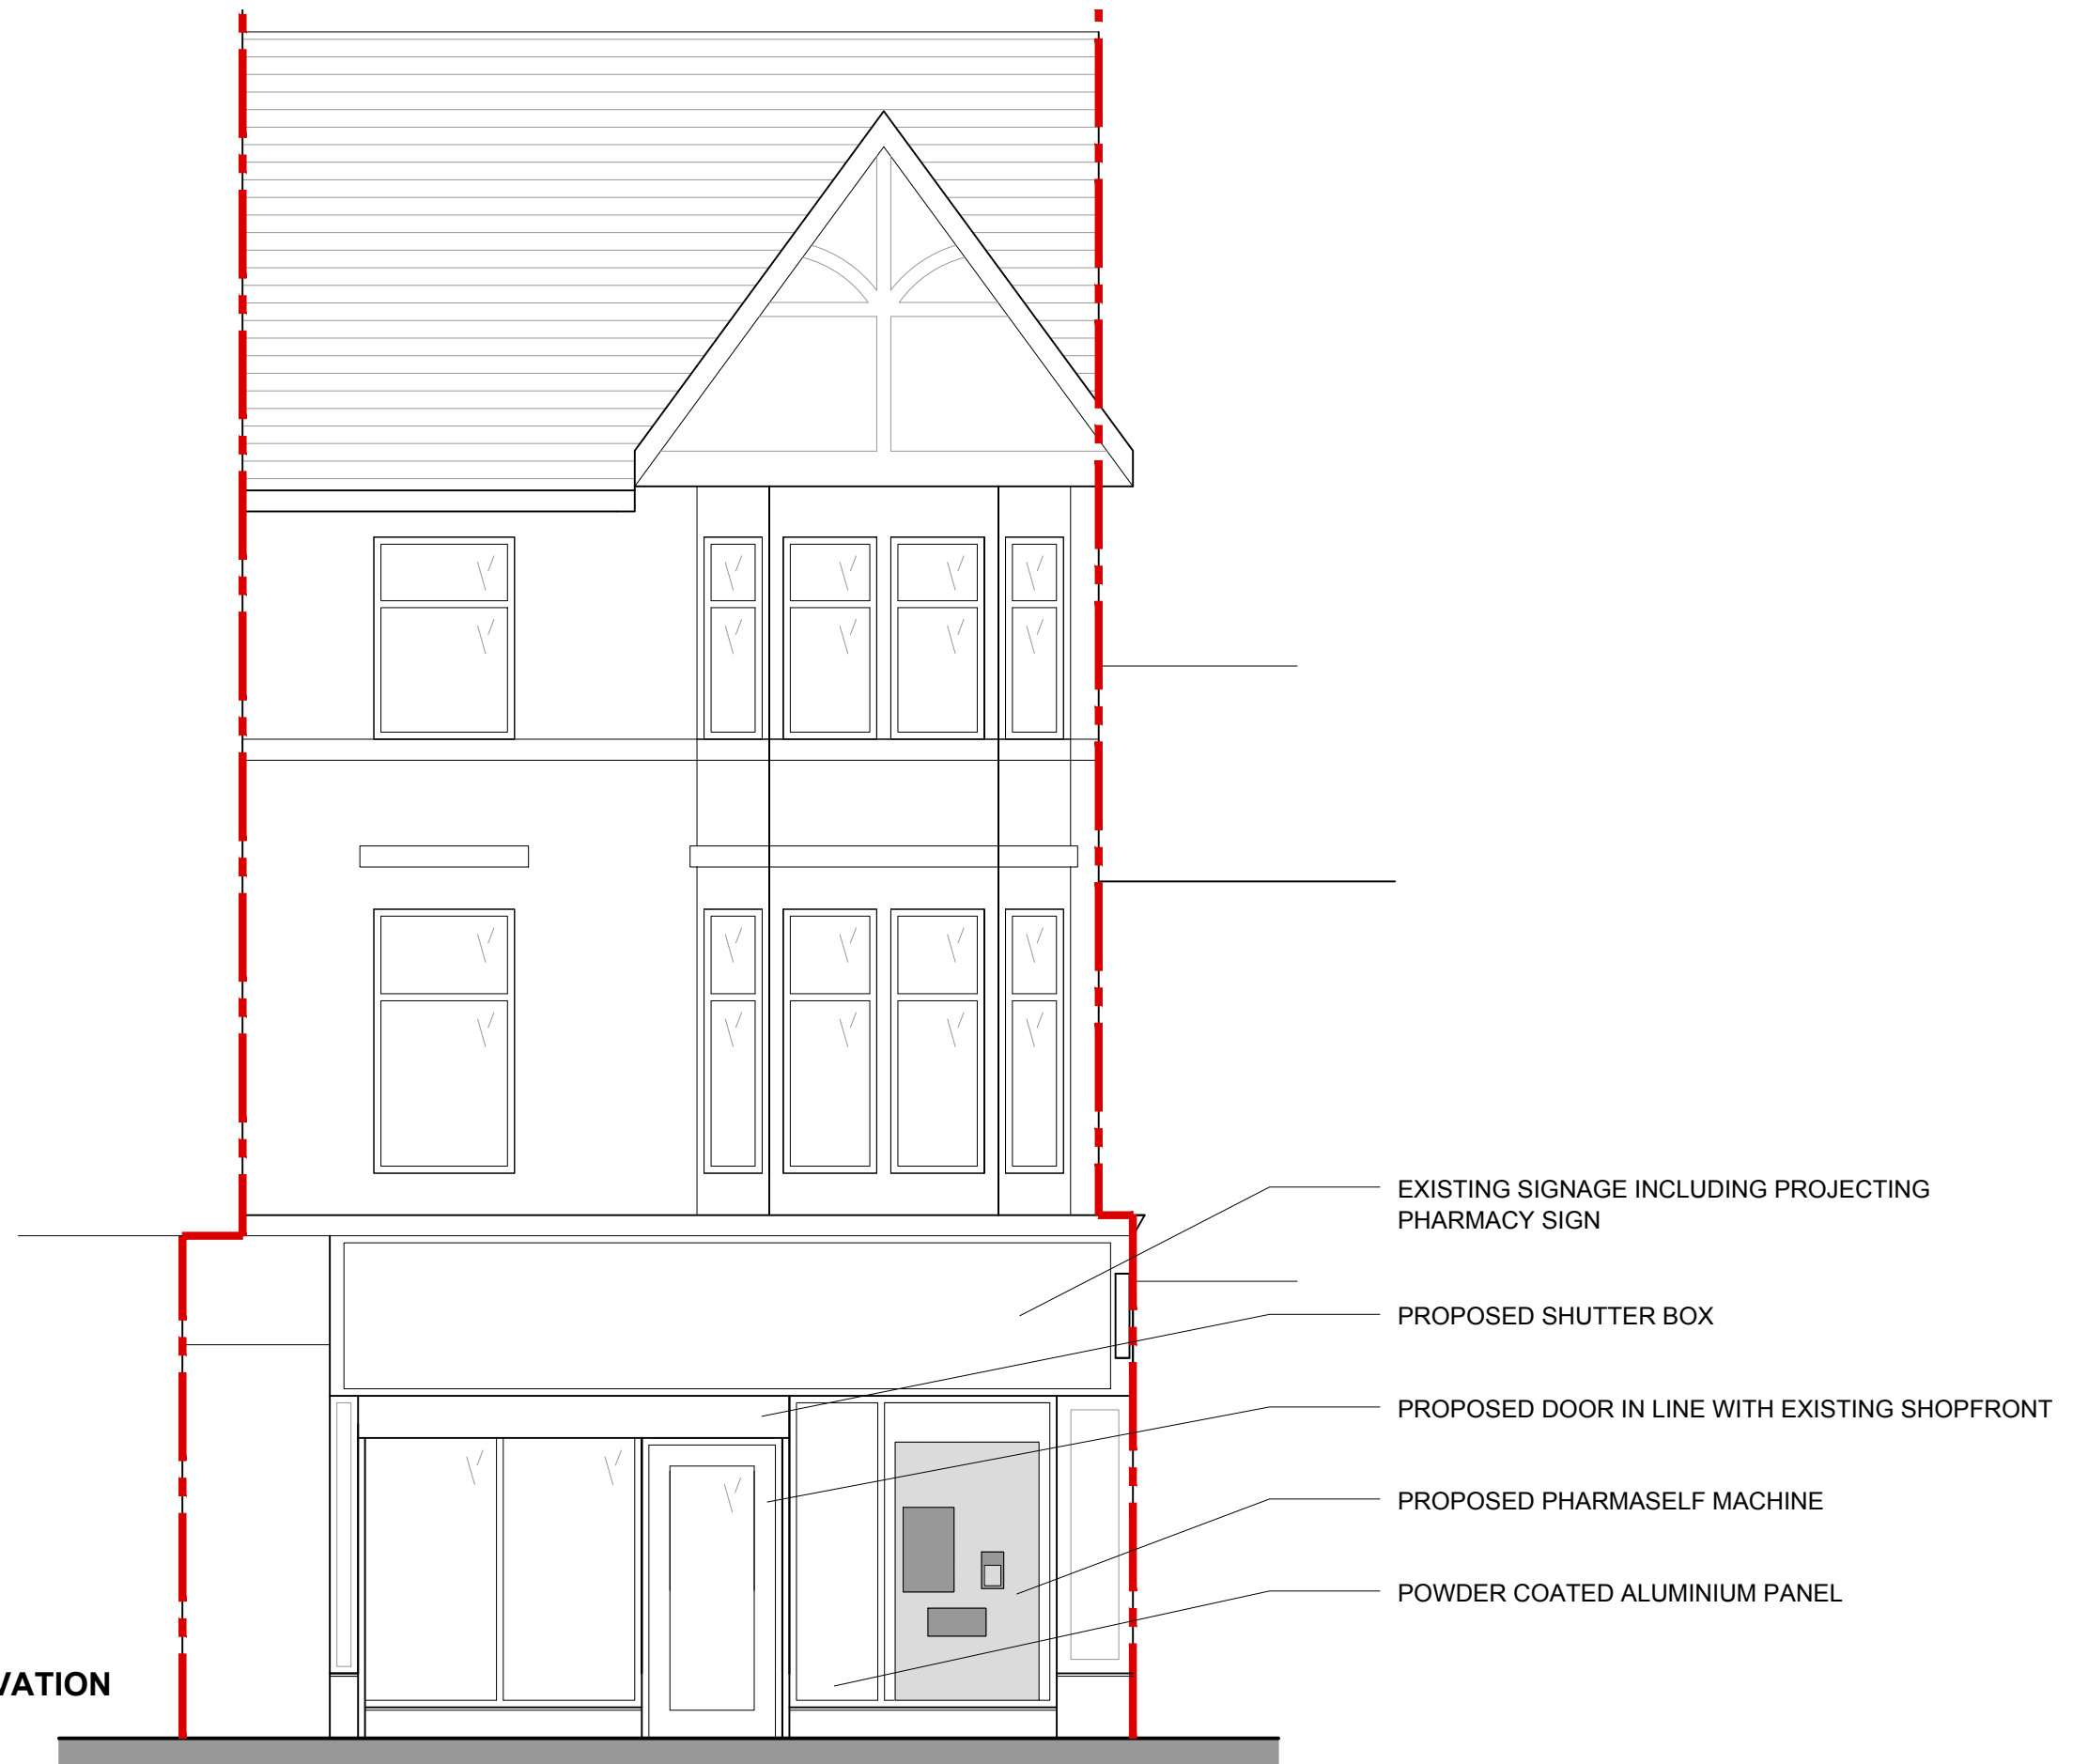 EXISTING SIGNAGE INCLUDING PROJECTING
PHARMACY SIGN
PROPOSED SHUTTER BOX
PROPOSED DOOR IN LINE WITH EXISTING SHOPFRONT
PROPOSED PHARMASELF MACHINE
POWDER COATED ALUMINIUM PANEL
VATION